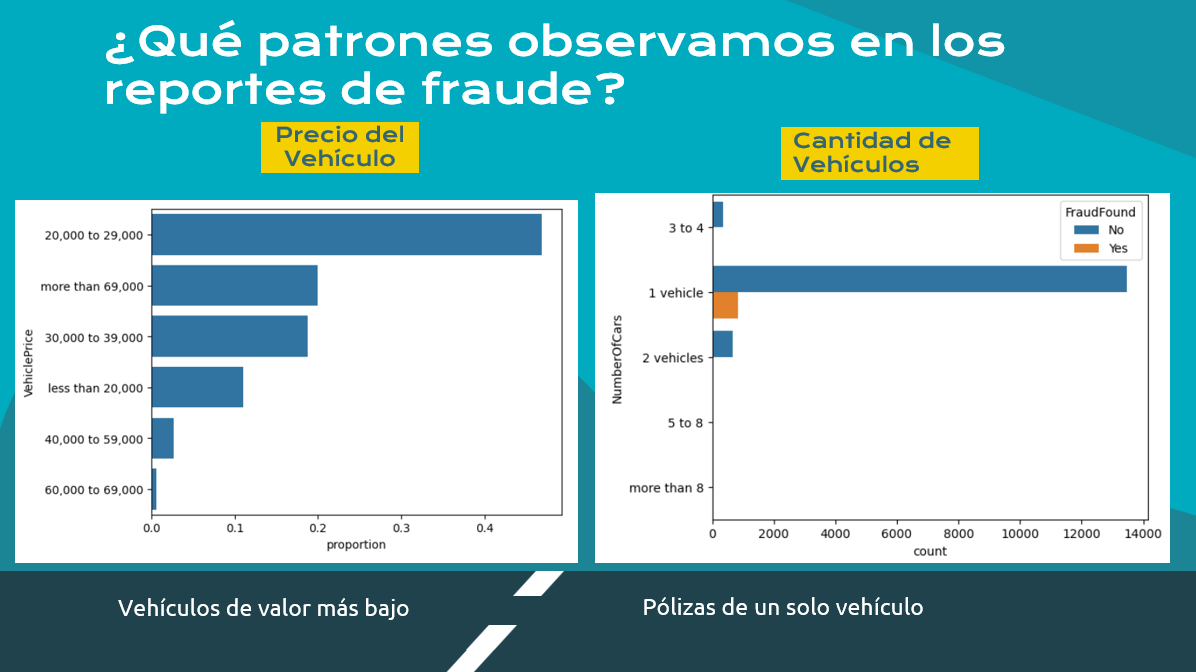 ¿Qué patrones observamos en los
reportes de fraude?
Precio del
Vehículo
Cantidad de
Vehículos
VehiclePrice
20,000 to 29,000
more than 69,000
30,000 to 39,000
less than 20,000
40,000 to 59,000
60,000 to 69,000
0.0 0.1 0.2 0.3 0.4
proportion
NumberOfCars
3 to 4
1 vehicle
2 vehicles
5 to 8
more than 8
FraudFound
No
Yes
0 2000 4000 6000 8000 10000 12000 14000
count
Vehículos de valor más bajo
Pólizas de un solo vehículo